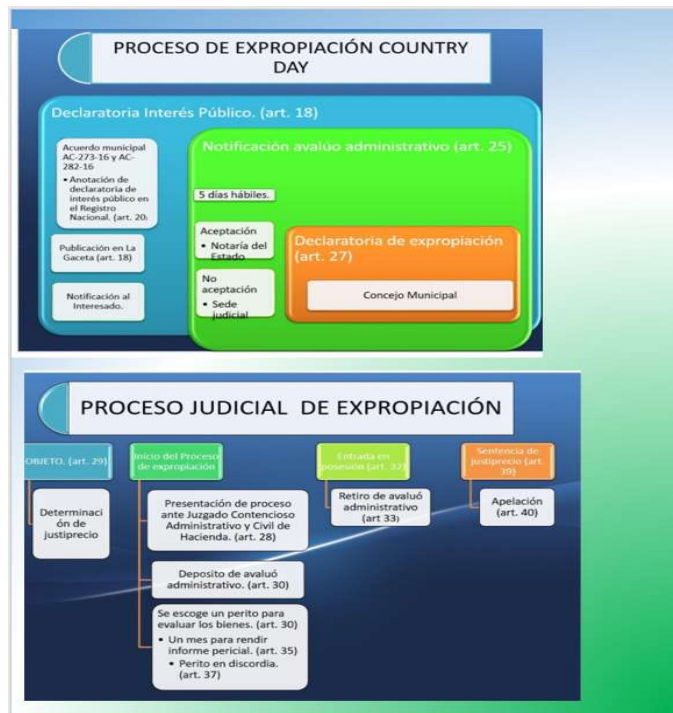 PROCESO DE EXPROPIACIÓN COUNTRY
DAY
Declaratoria Interés Público. (art. 18)
Acuerdo municipal
AC-273-16 y AC-
282-16
• Anotación de
declaratoria de
interés público en
el Registro
Nacional. (art. 20)
Publicación en La
Gaceta (art. 18)
Notificación al
Interesado.
Notificación avalúo administrativo (art. 25)
5 días hábiles.
Aceptación
• Notaría del
Estado
No
aceptación
• Sede
judicial
Declaratoria de expropiación
(art. 27)
Concejo Municipal
PROCESO JUDICIAL DE EXPROPIACIÓN
OBJETO. (art. 29)
Determinaci
ón de
justiprecio
Inicio del Proceso
de expropiación
Presentación de proceso
ante Juzgado Contencioso
Administrativo y Civil de
Hacienda. (art. 28)
Deposito de avaluó
administrativo. (art. 30)
Se escoge un perito para
evaluar los bienes. (art. 30)
• Un mes para rendir
informe pericial. (art. 35)
• Perito en discordia.
(art. 37)
Entrada en
posesión (art. 32)
Retiro de avaluó
administrativo
(art 33)
Sentencia de
justiprecio (art.
39)
Apelación
(art. 40)